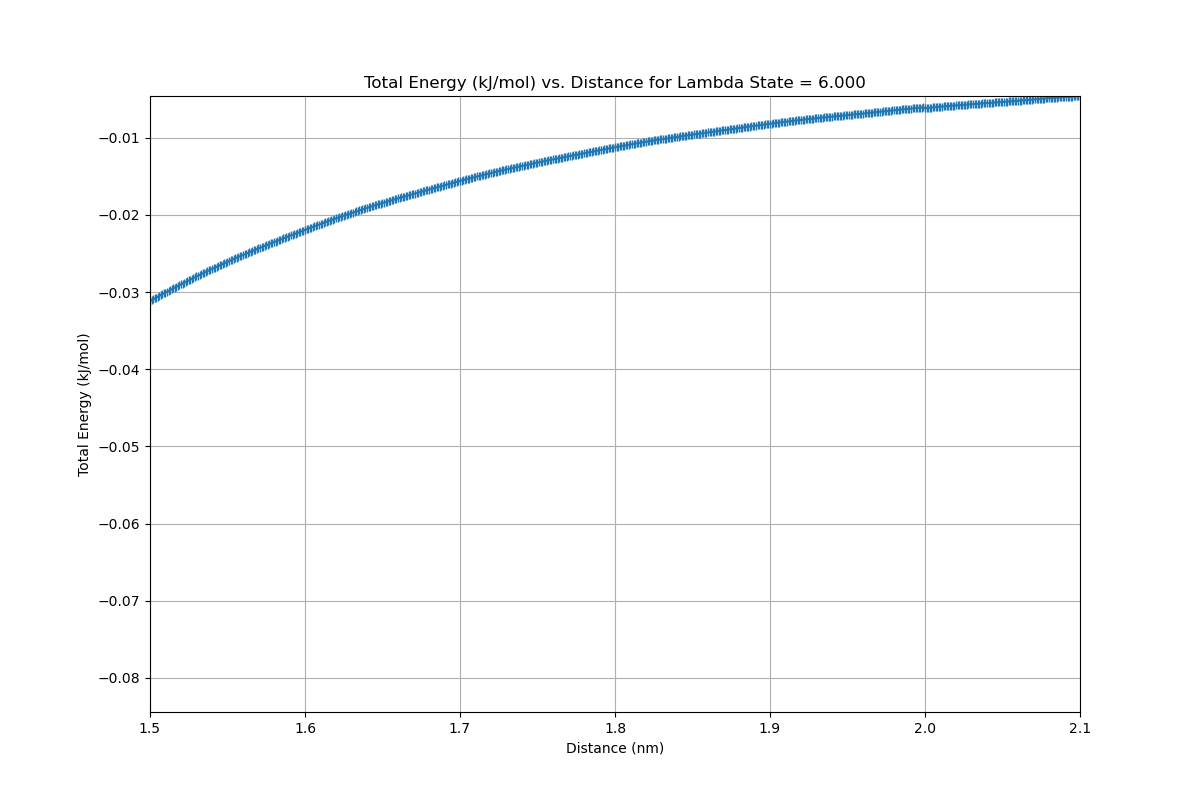 Total Energy (kJ/mol) vs. Distance for Lambda State = 6.000
−0.01
−0.02
−0.03
−0.04
−0.05
−0.06
−0.07
−0.08
Total Energy (kJ/mol)
1.5 1.6 1.7 1.8 1.9 2.0 2.1
Distance (nm)